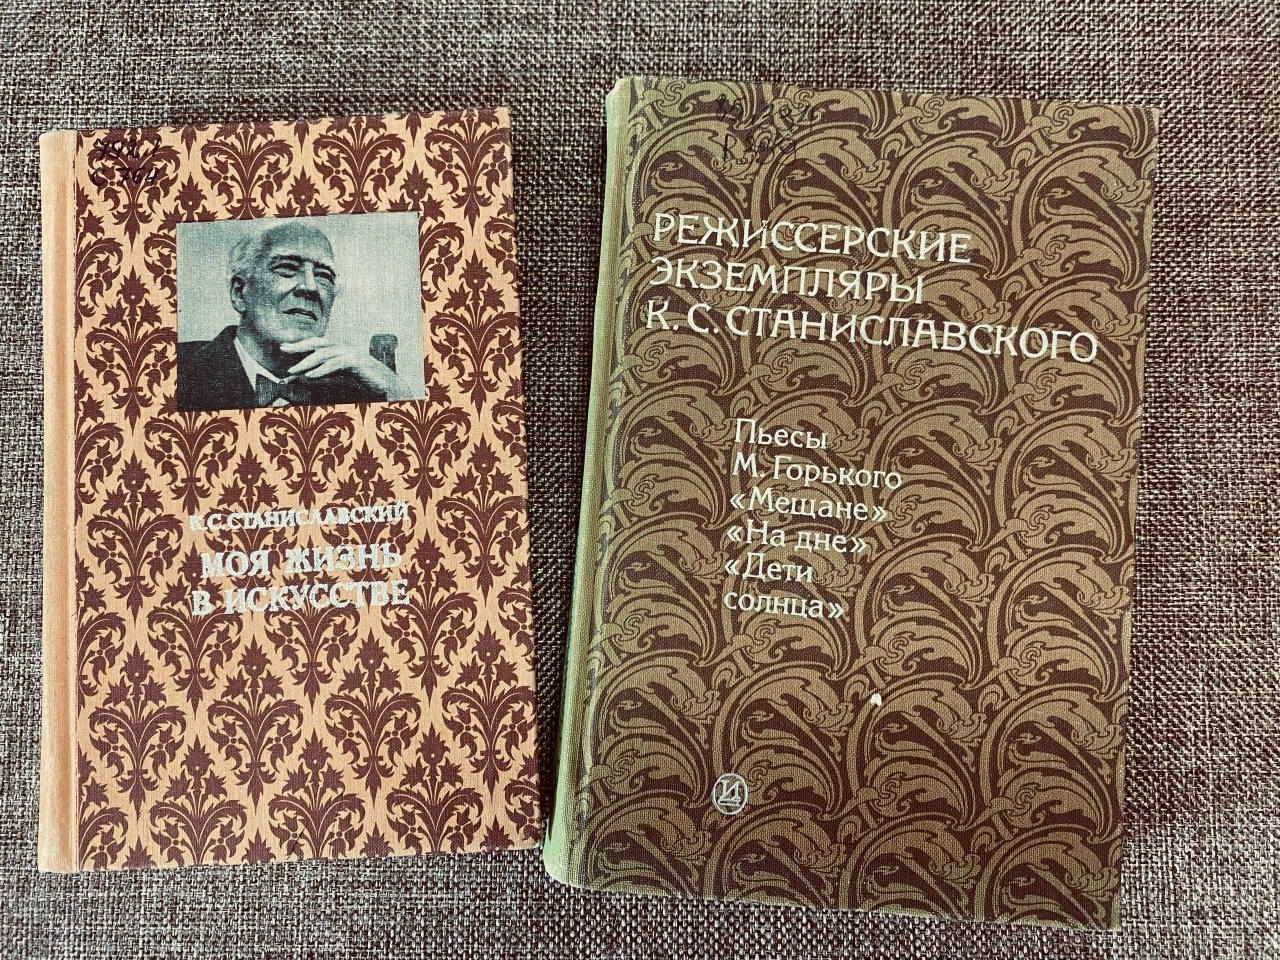 К. С. СТАНИСЛАВСКИЙ
МОЯ ЖИЗНЬ
В ИСКУССТВЕ
РЕЖИССЕРСКИЕ
ЭКЗЕМПЛЯРЫ
К. С. СТАНИСЛАВСКОГО
Пьесы
М. Горького
«Мещане»
«На дне»
«Дети
солнца»
И